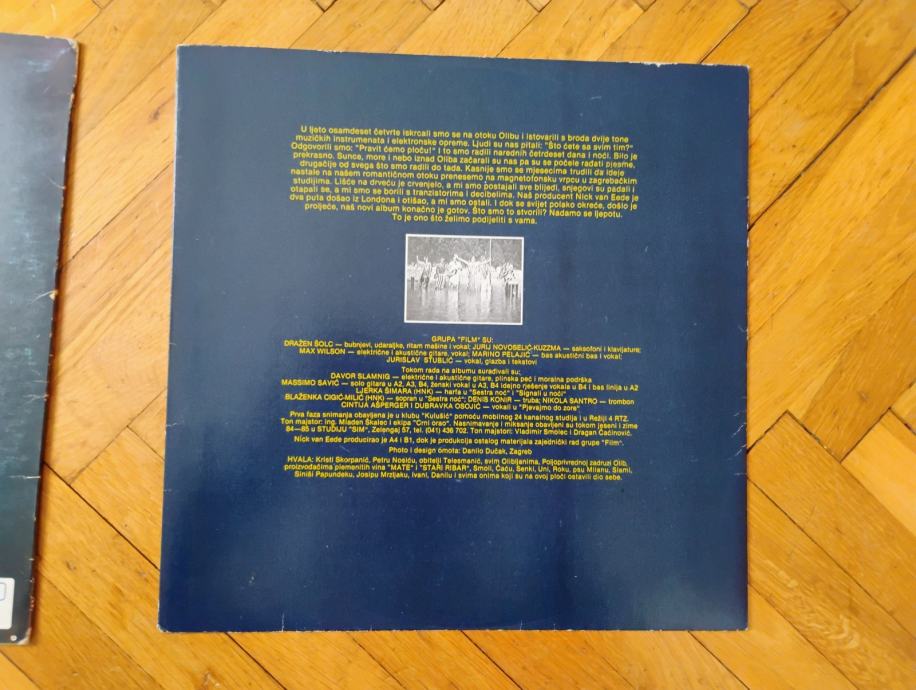 U ljeto osamdeset četvrte iskrcali smo se na otoku Olibu i istovarili s broda dvije tone
muzičkih instrumenata i elektronske opreme. Ljudi su nas pitali: "Što ćete sa svim tim?"
Odgovorili smo: "Pravit ćemo ploču!" I to smo radili narednih četrdeset dana i noći. Bilo je
prekrasno. Sunce, more i nebo iznad Oliba začarali su nas pa su se počele rađati pjesme,
drugačije od svega što smo radili do tada. Kasnije smo se mjesecima trudili da ideje
nastale na našem romantičnom otoku prenesemo na magnetofonsku vrpcu u zagrebačkim
studijima. Lišće na drveću je crvenjelo, a mi smo postajali sve blijeđi, snjegovi su padali i
otapali se, a mi smo se borili s tranzistorima i decibelima. Naš producent Nick van Eede je
dva puta došao iz Londona i otišao, a mi smo ostali. I dok se svijet polako okreće, došlo je
proljeće, naš novi album konačno je gotov. Što smo to stvorili? Nadamo se ljepotu.
To je ono što želimo podijeliti s vama.
GRUPA "FILM" SU:
DRAŽEN ŠOLC — bubnjevi, udaraljke, ritam mašine i vokal; JURIJ NOVOSELIĆ-KUZZMA — saksofoni i klavijature;
MAX WILSON — električne i akustične gitare, vokal; MARINO PELAJIĆ — bas akustični bas i vokal;
JURISLAV STUBLIĆ — vokal, glazba i tekstovi
Tokom rada na albumu surađivali su:
DAVOR SLAMNIG — električne i akustične gitare, plinska peć i moralna podrška
MASSIMO SAVIĆ — solo gitara u A2, A3, B4, ženski vokal u A3, B4 idejno rješenje vokala u B4 i bas linija u A2
LJERKA ŠIMARA (HNK) — harfa u "Sestra noć" i "Signali u noći"
BLAŽENKA CIGIĆ-MILIĆ (HNK) — sopran u "Sestra noć"; DENIS KONIR — truba; NIKOLA SANTRO — trombon
CINTIJA AŠPERGER I DUBRAVKA OSOJIĆ — vokali u "Pjevajmo do zore"
Prva faza snimanja obavljena je u klubu "Kulušić" pomoću mobilnog 24 kanalnog studija i u Režiji 4 RTZ.
Ton majstor: ing. Mladen Škalec i ekipa "Crni orao". Nasnimavanje i miksanje obavljeni su tokom jeseni i zime
84—85 u STUDIJU "SIM", Zelengaj 57, tel. (041) 436 702. Ton majstori: Vladimir Smolec i Dragan Čačinović.
Nick van Eede producirao je A4 i B1, dok je produkcija ostalog materijala zajednički rad grupe "Film".
Photo i design omota: Danilo Dučak, Zagreb
HVALA: Kristi Škorpanić, Petru Nosiću, obitelji Telesmanić, svim Olibljanima, Poljoprivrednoj zadruzi Olib,
proizvođačima plemenitih vina "MATE" i "STARI RIBAR", Smoli, Ćaću, Senki, Uni, Roku, psu Milanu, Slami,
Siniši Papundeku, Josipu Mrzljaku, Ivani, Danilu i svima onima koji su na ovoj ploči ostavili dio sebe.